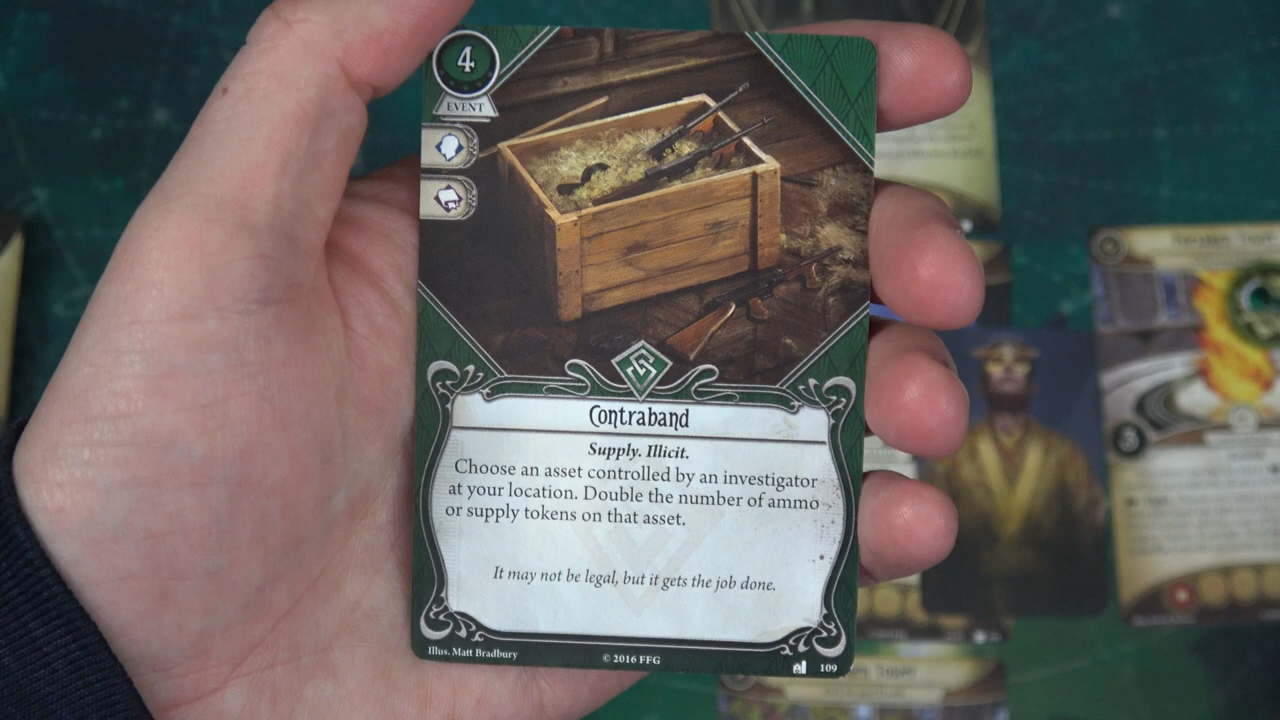 4
EVENT
Contraband
Supply. Illicit.
Choose an asset controlled by an investigator
at your location. Double the number of ammo
or supply tokens on that asset.
It may not be legal, but it gets the job done.
Illus. Matt Bradbury
© 2016 FFG
109
3